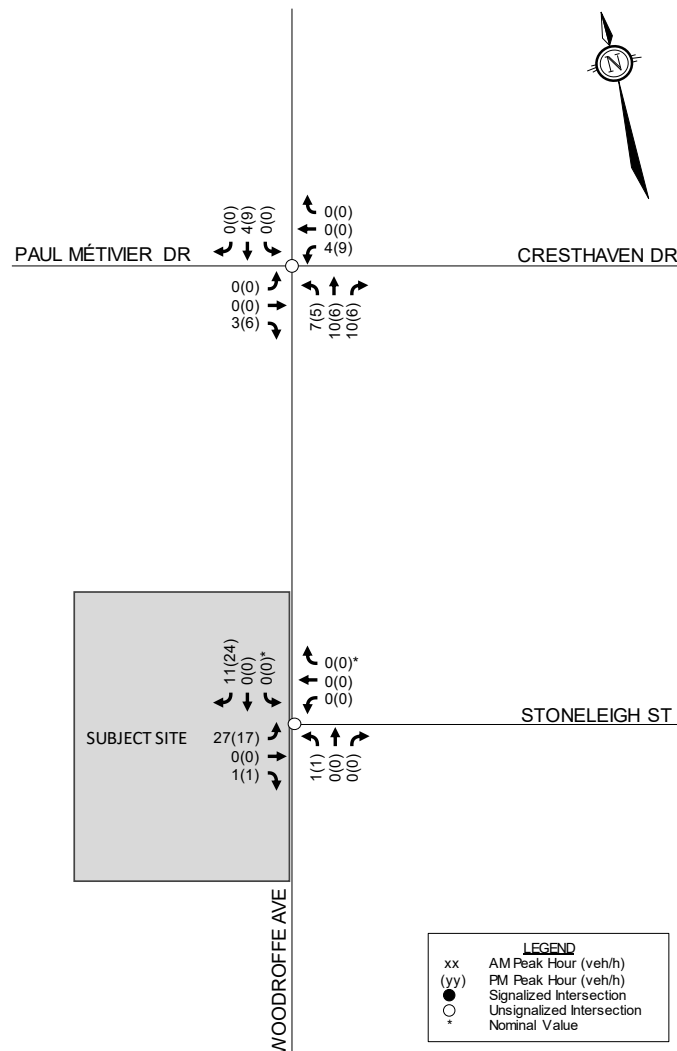 N
0(0)
4(9)
0(0)
0(0)
0(0)
4(9)
PAUL MÉTIVIER DR
CRESTHAVEN DR
0(0)
0(0)
3(6)
7(5)
10(6)
10(6)
11(24)
0(0)
0(0)*
0(0)*
0(0)
0(0)
STONELEIGH ST
SUBJECT SITE
27(17)
0(0)
1(1)
1(1)
0(0)
0(0)
WOODROFFE AVE
LEGEND
xx AM Peak Hour (veh/h)
(yy) PM Peak Hour (veh/h)
Signalized Intersection
Unsignalized Intersection
* Nominal Value